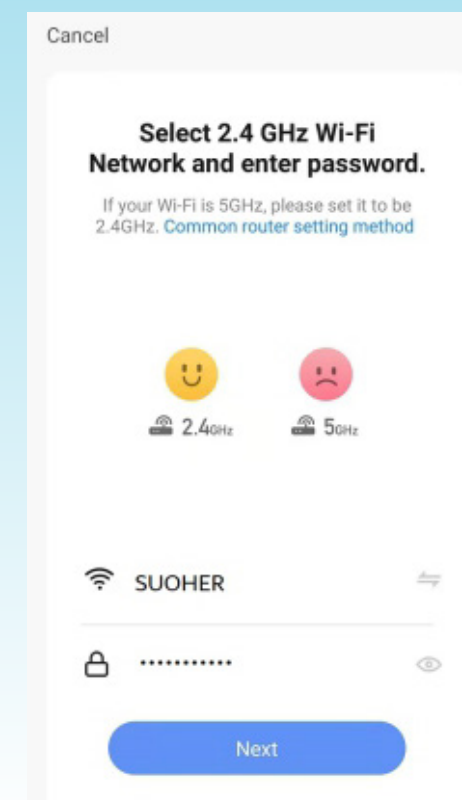 Cancel
Select 2.4 GHz Wi-Fi
Network and enter password.
If your Wi-Fi is 5GHz, please set it to be
2.4GHz. Common router setting method
2.4GHz 5GHz
SUOHER
•••••••••••
Next